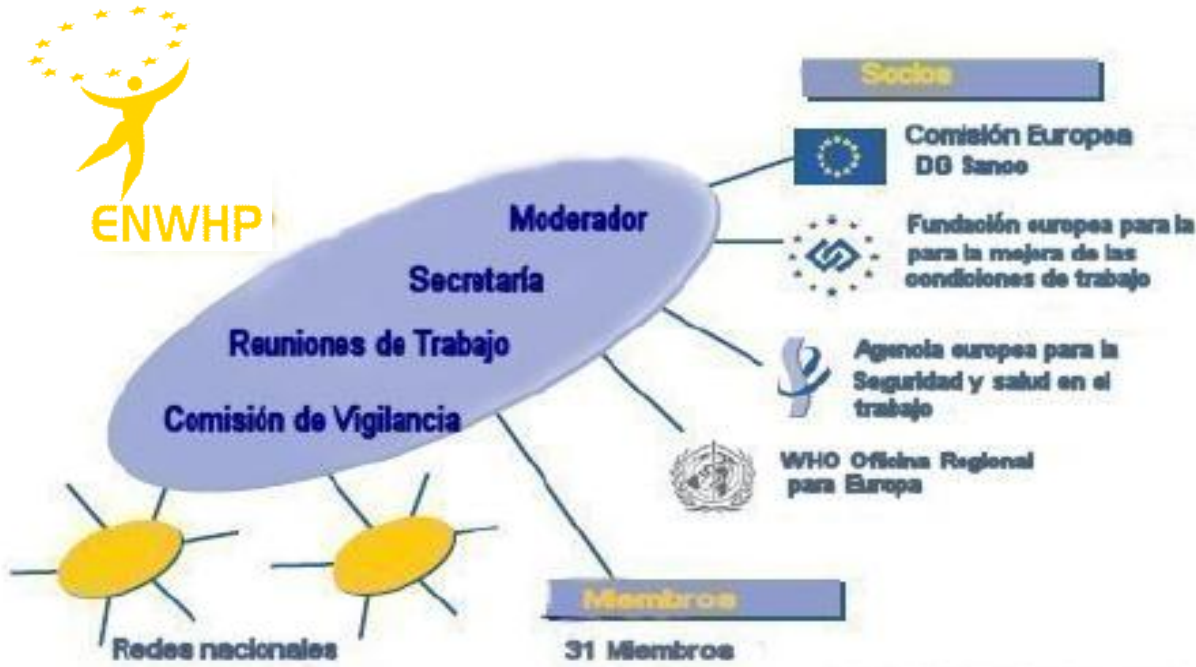 ENWHP
Socios
Comisión Europea
DG Sanco
Moderador
Fundación europea para la
para la mejora de las
condiciones de trabajo
Secretaría
Reuniones de Trabajo
Agencia europea para la
Seguridad y salud en el
trabajo
Comisión de Vigilancia
WHO Oficina Regional
para Europa
Miembros
Redes nacionales
31 Miembros